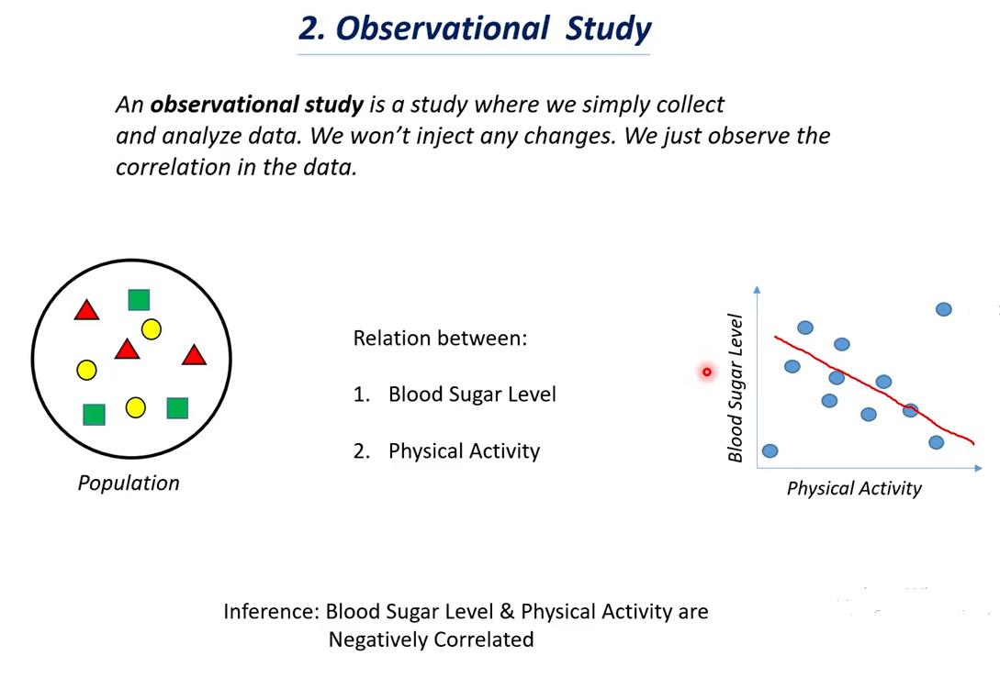 2. Observational Study
An observational study is a study where we simply collect
and analyze data. We won't inject any changes. We just observe the
correlation in the data.
Population
Relation between:
1. Blood Sugar Level
2. Physical Activity
Blood Sugar Level
Physical Activity
Inference: Blood Sugar Level & Physical Activity are
Negatively Correlated